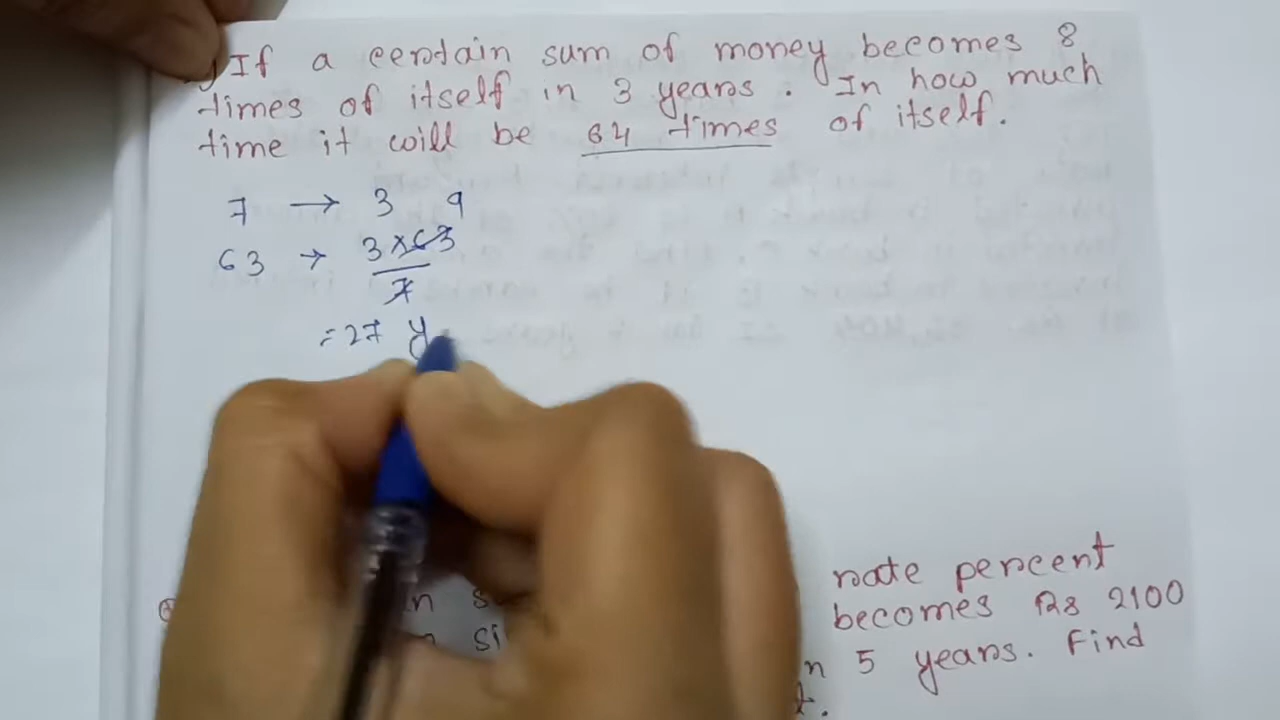 If a certain sum of money becomes 8
times of itself in 3 years. In how much
time it will be 64 times of itself.
7 → 3 9
63 → 3×63
7
= 27 y
rate percent
becomes Rs 2100
n 5 years. Find